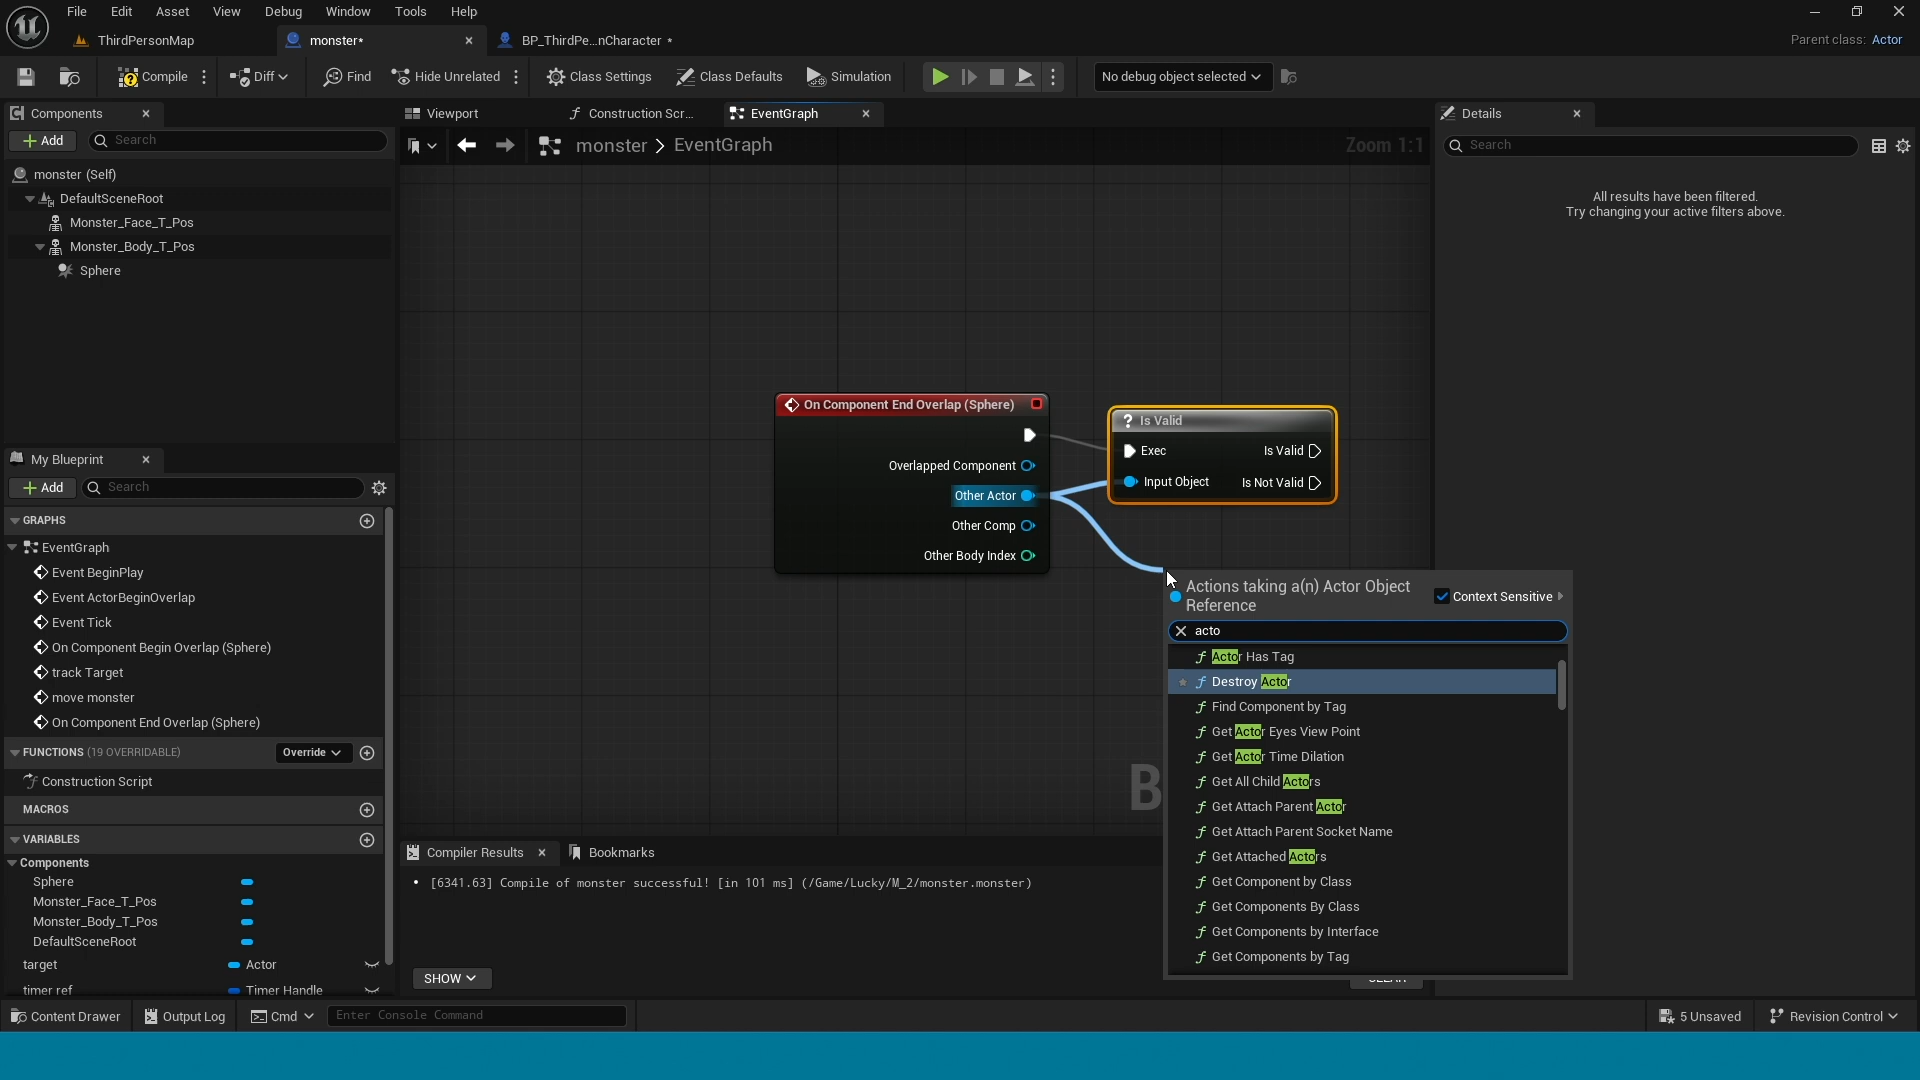 File Edit Asset View Debug Window Tools Help
ThirdPersonMap
monster*
BP_ThirdPe...nCharacter *
Parent class: Actor
Compile
Diff
Find
Hide Unrelated
Class Settings
Class Defaults
Simulation
No debug object selected
Components
Viewport
Construction Scr...
EventGraph
Details
Add
Search
monster > EventGraph
Zoom 1:1
Search
monster (Self)
DefaultSceneRoot
Monster_Face_T_Pos
Monster_Body_T_Pos
Sphere
All results have been filtered.
Try changing your active filters above.
On Component End Overlap (Sphere)
Overlapped Component
Other Actor
Other Comp
Other Body Index
Is Valid
Exec
Is Valid
Input Object
Is Not Valid
My Blueprint
Add
Search
GRAPHS
EventGraph
Event BeginPlay
Event ActorBeginOverlap
Event Tick
On Component Begin Overlap (Sphere)
track Target
move monster
On Component End Overlap (Sphere)
FUNCTIONS (19 OVERRIDABLE)
Override
Construction Script
MACROS
VARIABLES
Components
Sphere
Monster_Face_T_Pos
Monster_Body_T_Pos
DefaultSceneRoot
target Actor
timer ref Timer Handle
Actions taking a(n) Actor Object
Reference
Context Sensitive
acto
Actor Has Tag
Destroy Actor
Find Component by Tag
Get Actor Eyes View Point
Get Actor Time Dilation
Get All Child Actors
Get Attach Parent Actor
Get Attach Parent Socket Name
Get Attached Actors
Get Component by Class
Get Components By Class
Get Components by Interface
Get Components by Tag
B
Compiler Results
Bookmarks
[6341.63] Compile of monster successful! [in 101 ms] (/Game/Lucky/M_2/monster.monster)
SHOW
CLEAR
Content Drawer
Output Log
Cmd
Enter Console Command
5 Unsaved
Revision Control